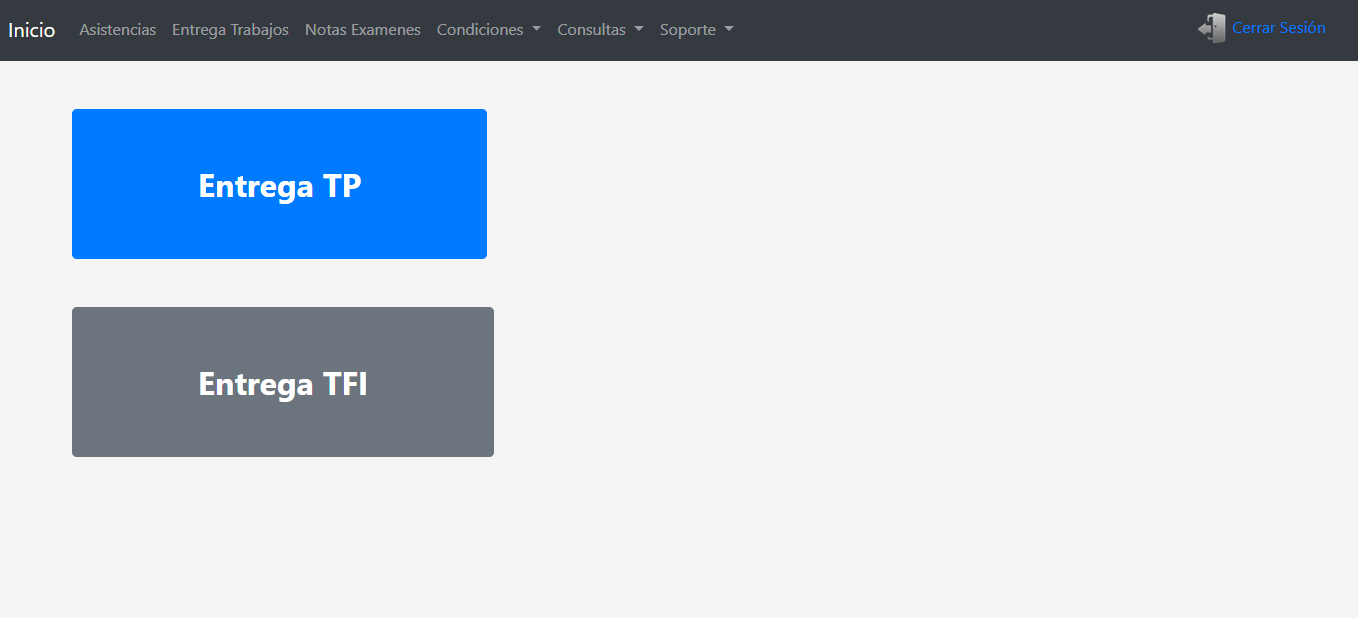 Inicio Asistencias Entrega Trabajos Notas Examenes Condiciones Consultas Soporte Cerrar Sesión
Entrega TP
Entrega TFI